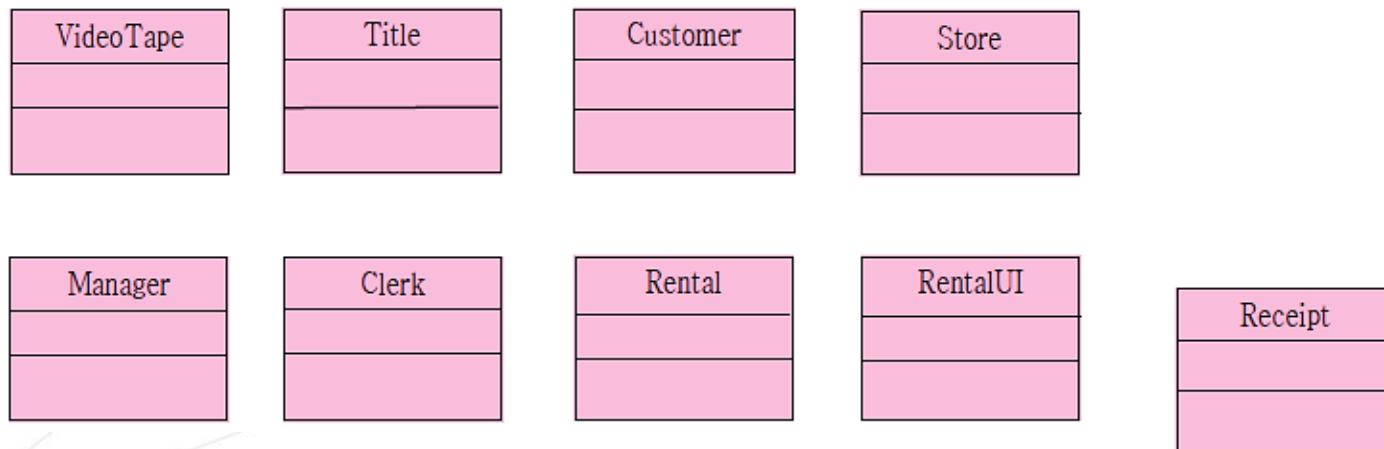 VideoTape
Title
Customer
Store
Manager
Clerk
Rental
RentalUI
Receipt